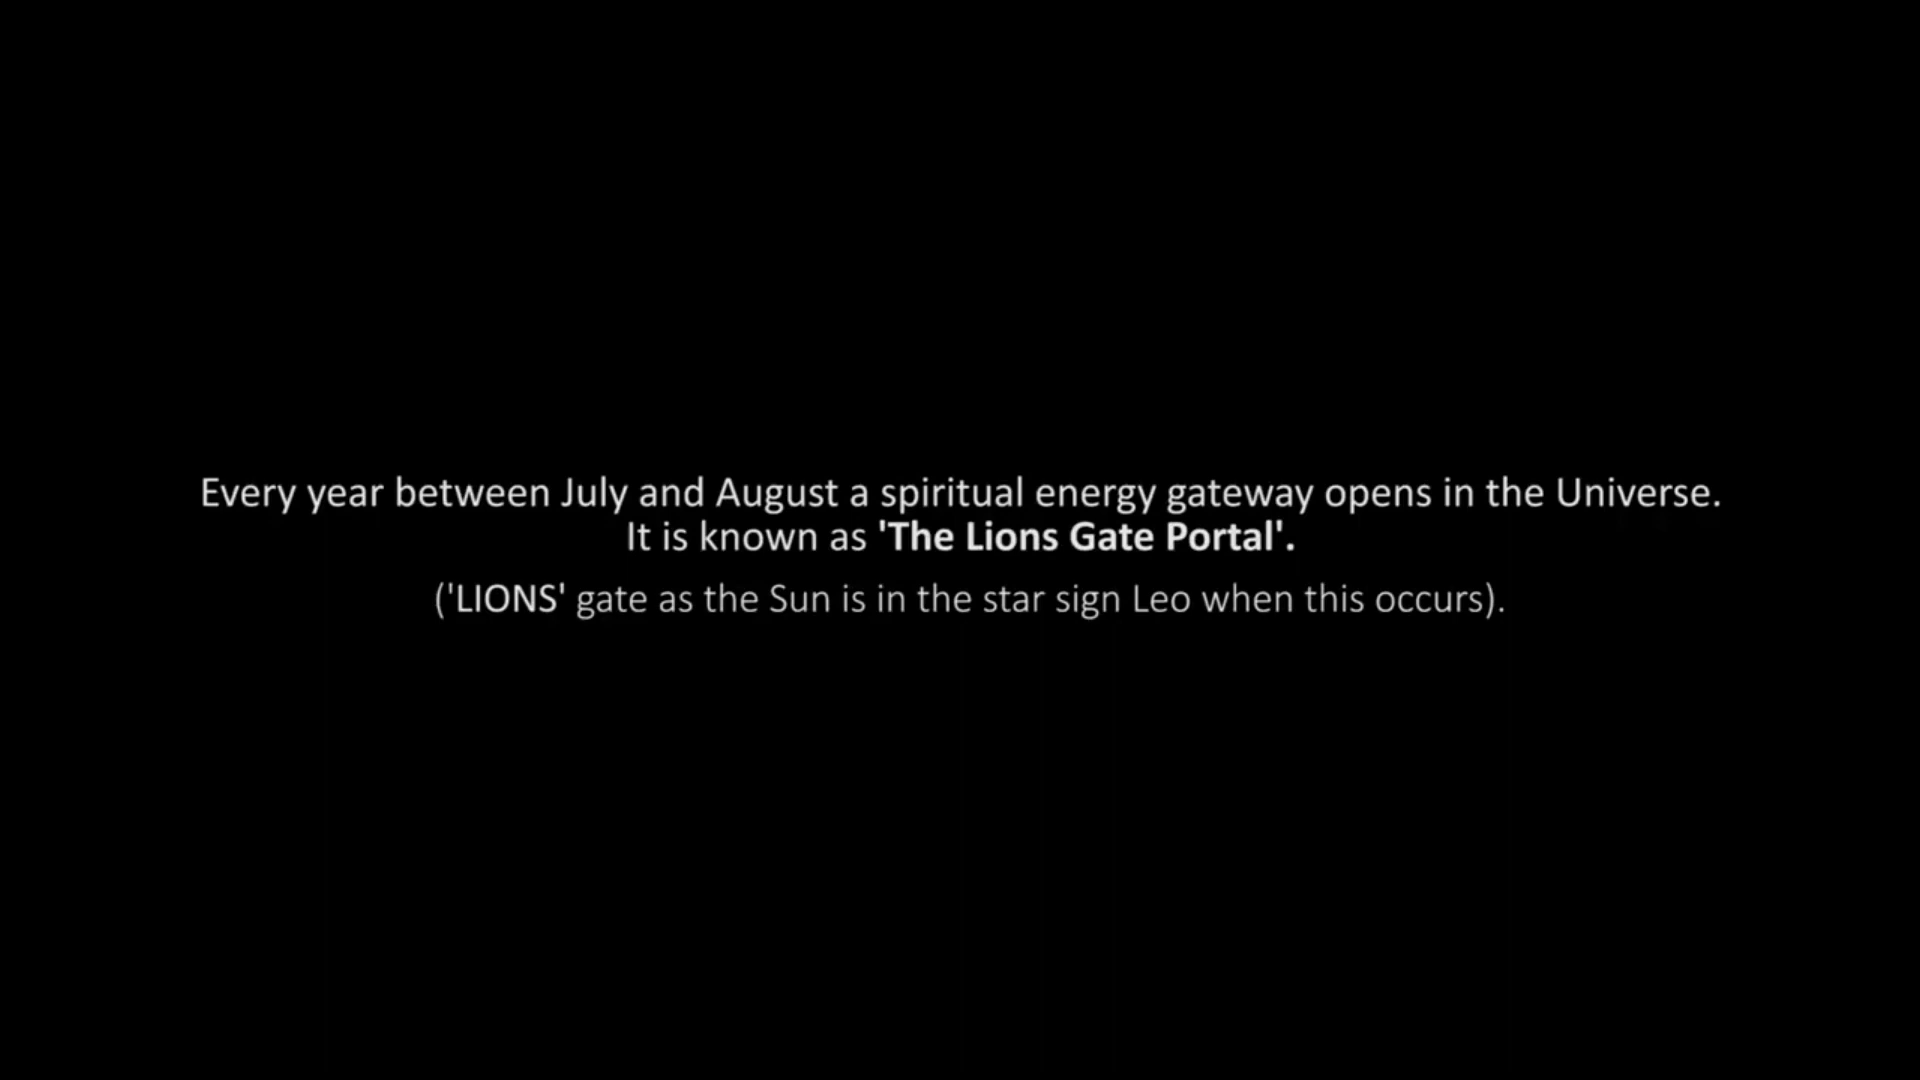 Every year between July and August a spiritual energy gateway opens in the Universe.
It is known as 'The Lions Gate Portal'.
('LIONS' gate as the Sun is in the star sign Leo when this occurs).